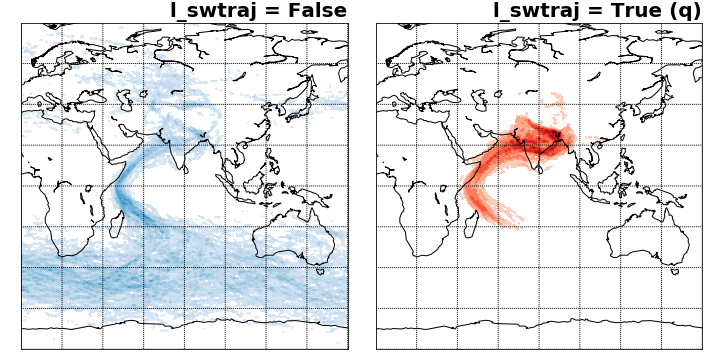 l_swtraj = False
l_swtraj = True (q)